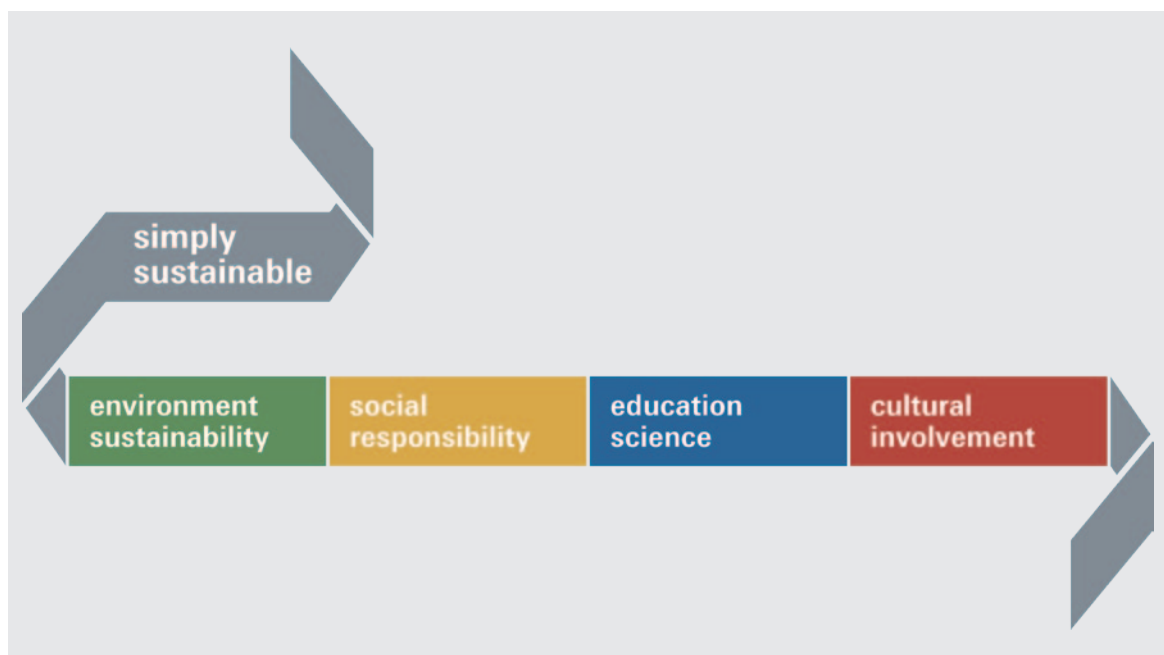 simply
sustainable
environment
sustainability
social
responsibility
education
science
cultural
involvement